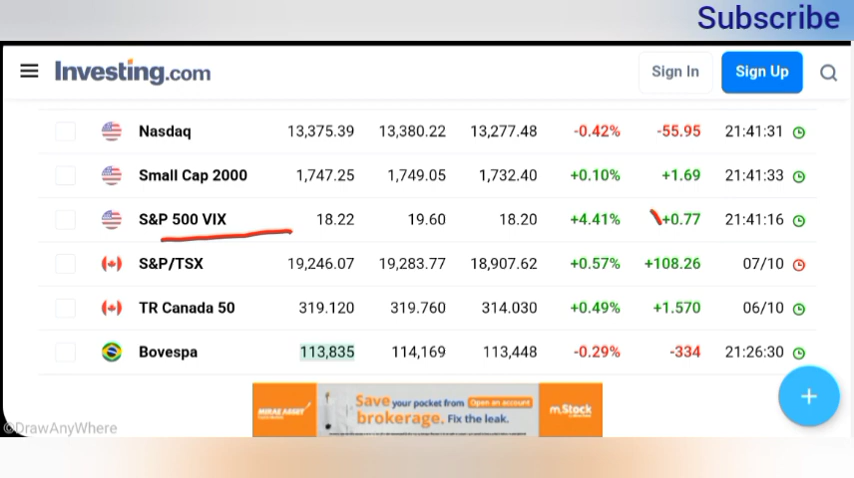 Subscribe
Investing.com Sign In Sign Up
Nasdaq 13,375.39 13,380.22 13,277.48 -0.42% -55.95 21:41:31
Small Cap 2000 1,747.25 1,749.05 1,732.40 +0.10% +1.69 21:41:33
S&P 500 VIX 18.22 19.60 18.20 +4.41% +0.77 21:41:16
S&P/TSX 19,246.07 19,283.77 18,907.62 +0.57% +108.26 07/10
TR Canada 50 319.120 319.760 314.030 +0.49% +1.570 06/10
Bovespa 113,835 114,169 113,448 -0.29% -334 21:26:30
MIRAE ASSET Save your pocket from Open an account m.Stock
brokerage. Fix the leak.
©DrawAnyWhere